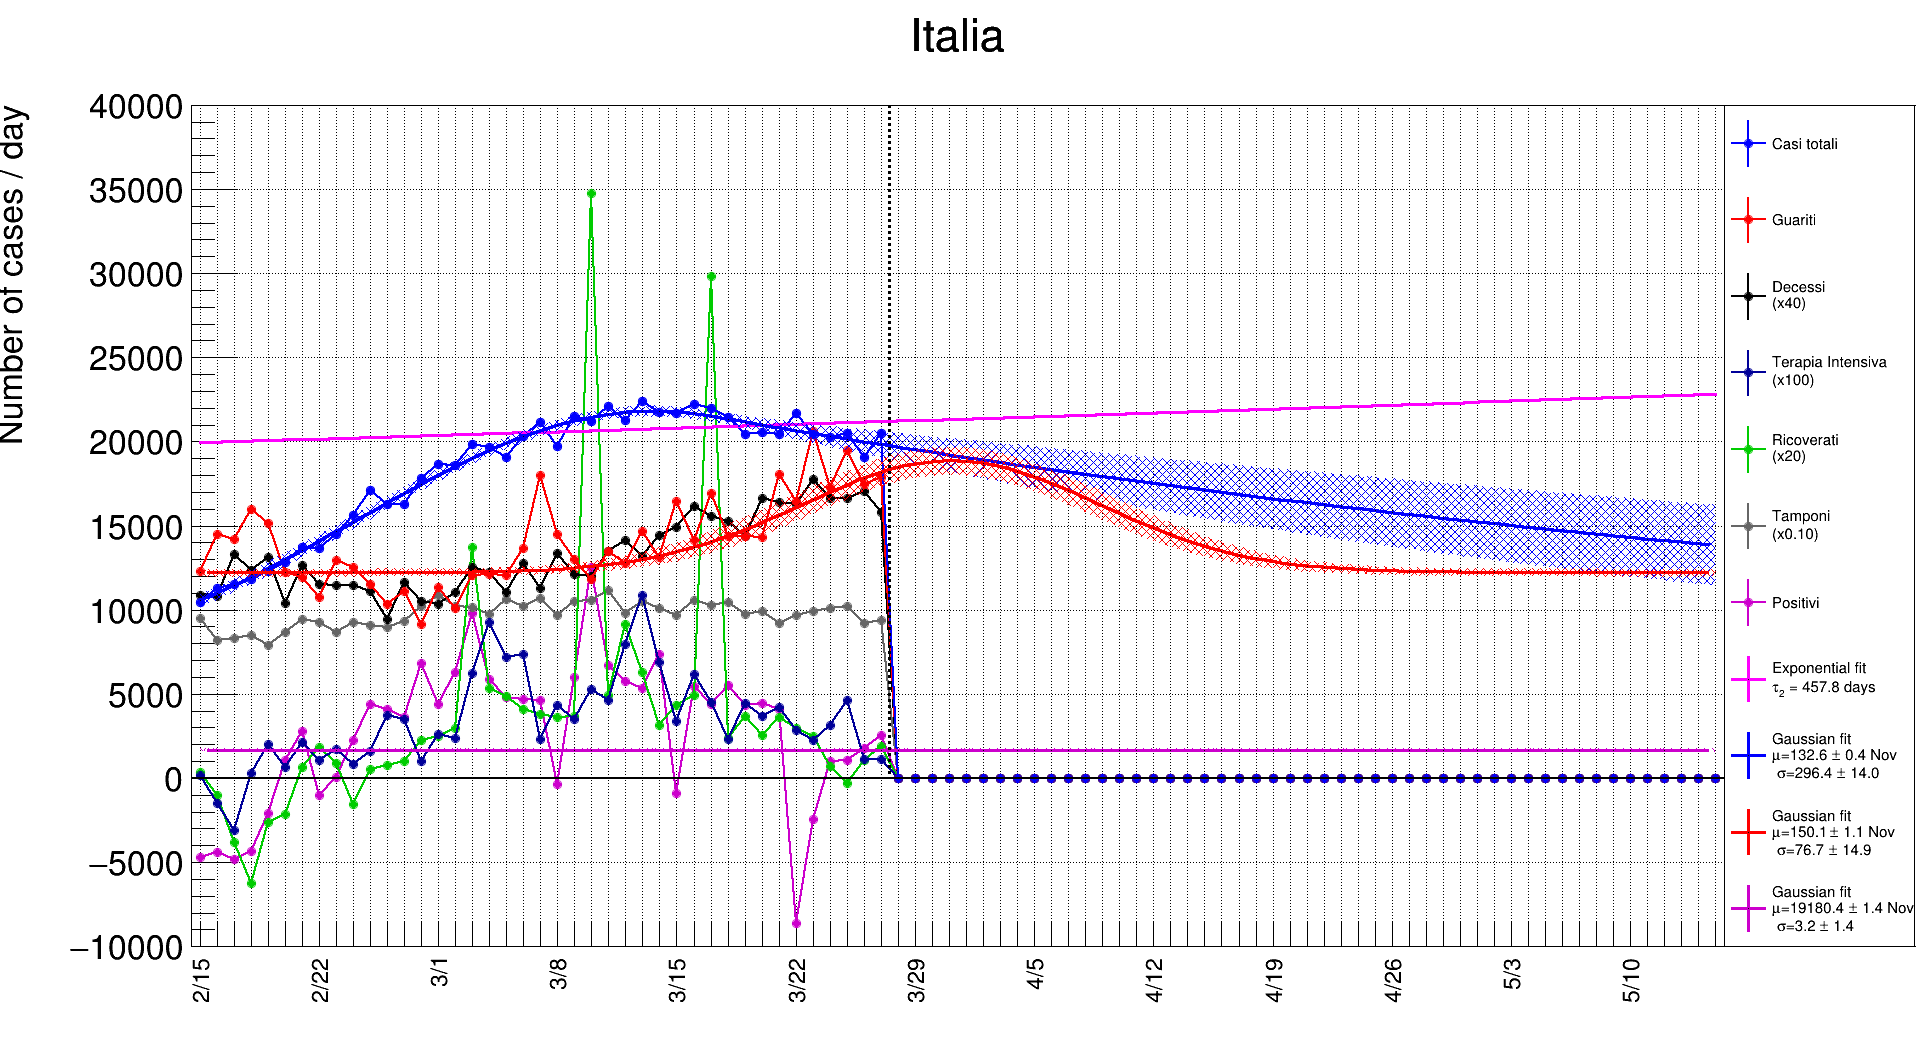 Italia
Number of cases / day
40000
35000
30000
25000
20000
15000
10000
5000
0
−5000
−10000
2/15
2/22
3/1
3/8
3/15
3/22
3/29
4/5
4/12
4/19
4/26
5/3
5/10
Casi totali
Guariti
Decessi
(x40)
Terapia Intensiva
(x100)
Ricoverati
(x20)
Tamponi
(x0.10)
Positivi
Exponential fit
τ₂ = 457.8 days
Gaussian fit
μ=132.6 ± 0.4 Nov
σ=296.4 ± 14.0
Gaussian fit
μ=150.1 ± 1.1 Nov
σ=76.7 ± 14.9
Gaussian fit
μ=19180.4 ± 1.4 Nov
σ=3.2 ± 1.4